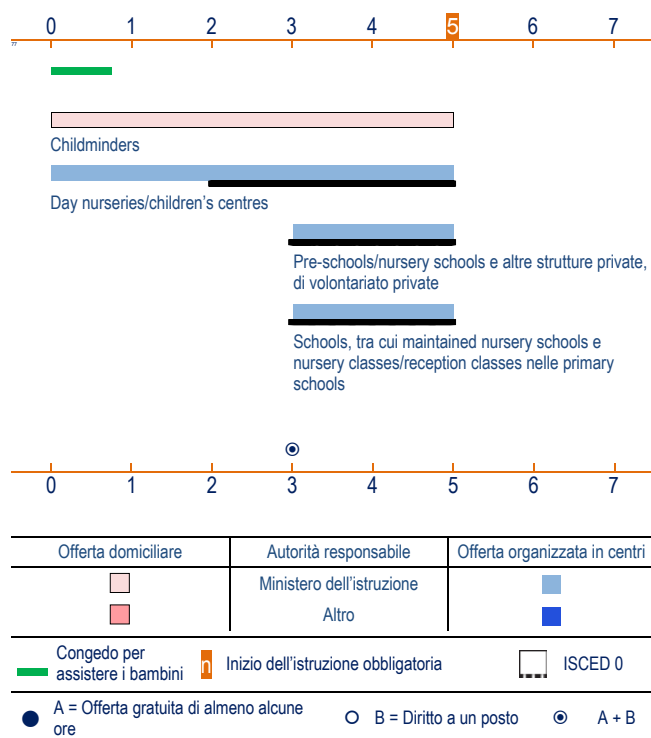 0 1 2 3 4 5 6 7
Childminders
Day nurseries/children's centres
Pre-schools/nursery schools e altre strutture private,
di volontariato private
Schools, tra cui maintained nursery schools e
nursery classes/reception classes nelle primary
schools
0 1 2 3 4 5 6 7
Offerta domiciliare Autorità responsabile Offerta organizzata in centri
Ministero dell'istruzione
Altro
Congedo per
assistere i bambini
n Inizio dell'istruzione obbligatoria ISCED 0
A = Offerta gratuita di almeno alcune
ore
B = Diritto a un posto A + B